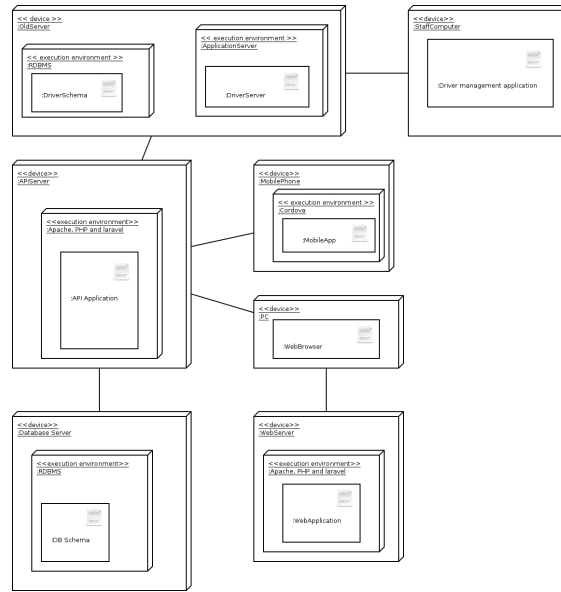 << device >>
:OldServer
<< execution environment >>
:RDBMS
:DriverSchema
<< execution environment >>
:ApplicationServer
:DriverServer
<<device>>
:StaffComputer
:Driver management application
<<device>>
:APIServer
<<execution environment>>
:Apache, PHP and laravel
:API Application
<<device>>
:MobilePhone
<< execution environment >>
:Cordova
:MobileApp
<<device>>
:PC
:WebBrowser
<<device>>
:Database Server
<<execution environment>>
:RDBMS
:DB Schema
<<device>>
:WebServer
<<execution environment>>
:Apache, PHP and laravel
:WebApplication